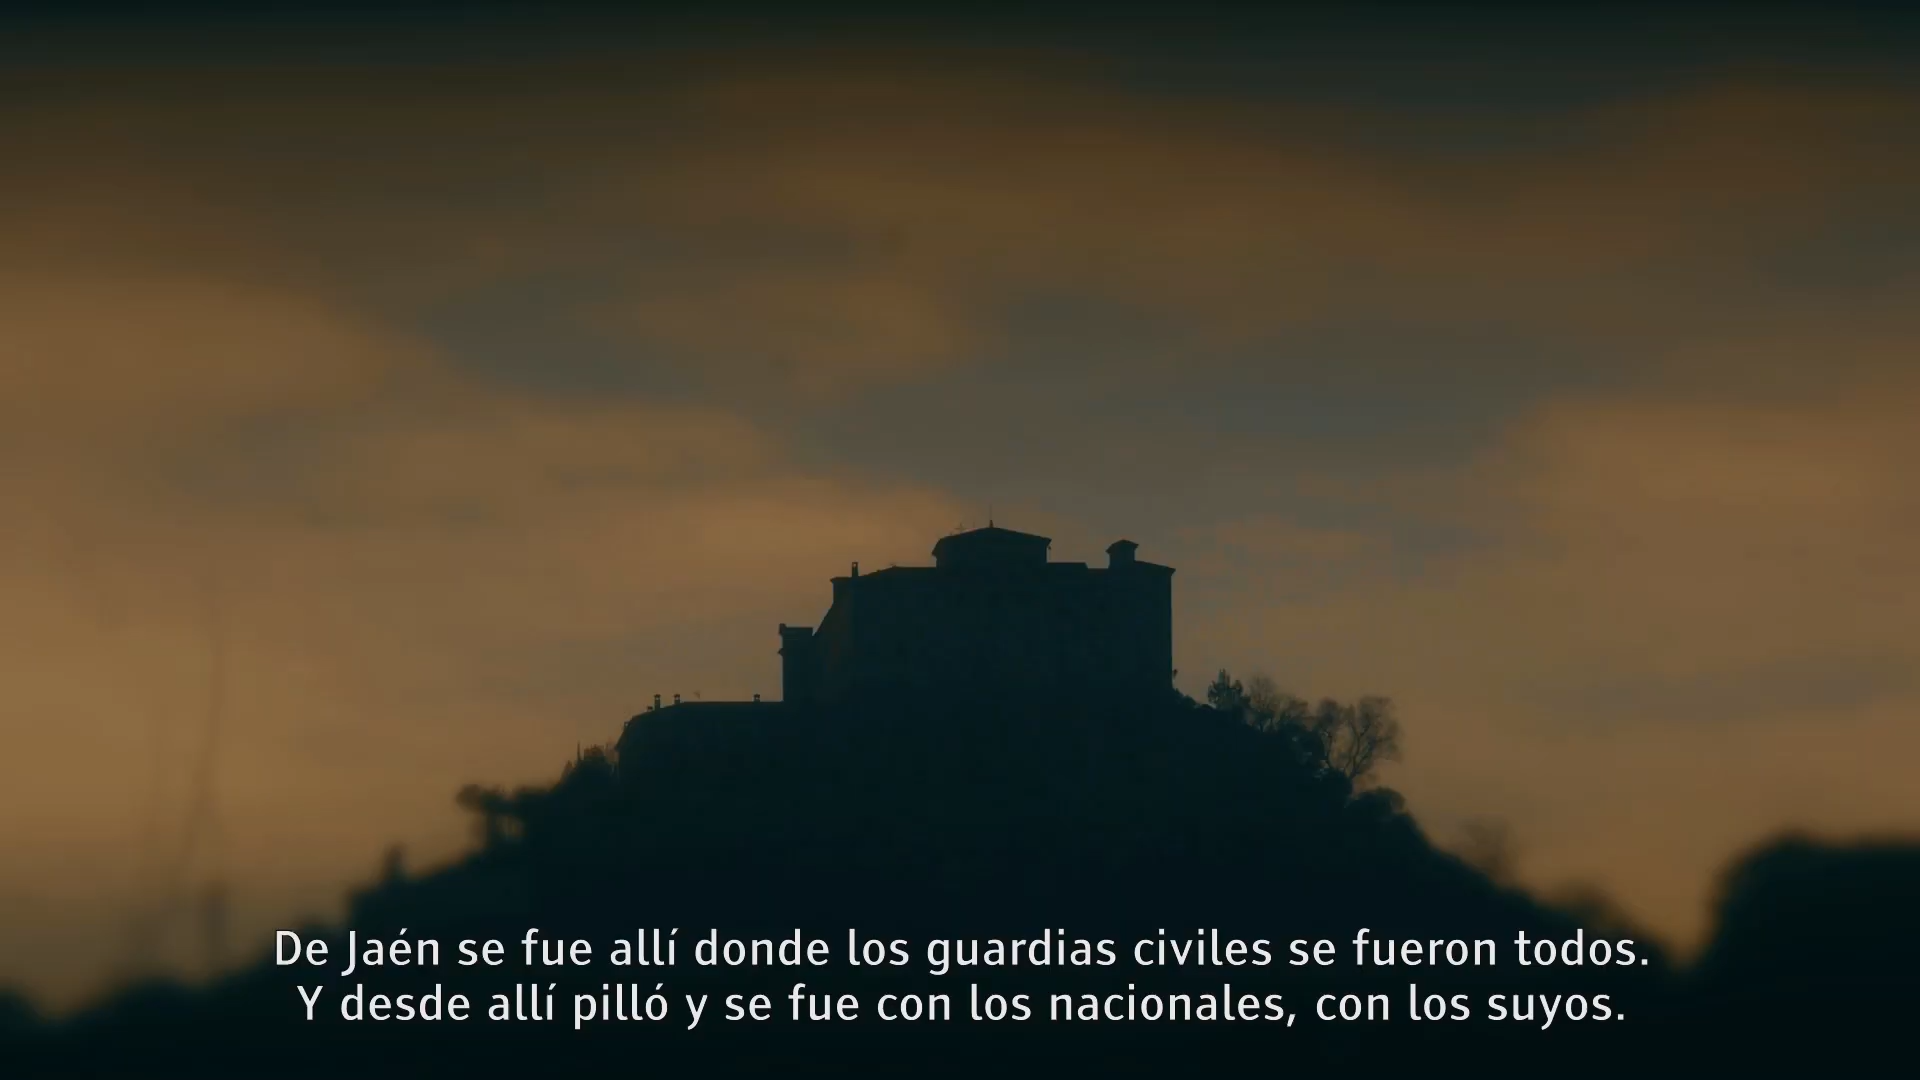 De Jaén se fue allí donde los guardias civiles se fueron todos.
Y desde allí pilló y se fue con los nacionales, con los suyos.